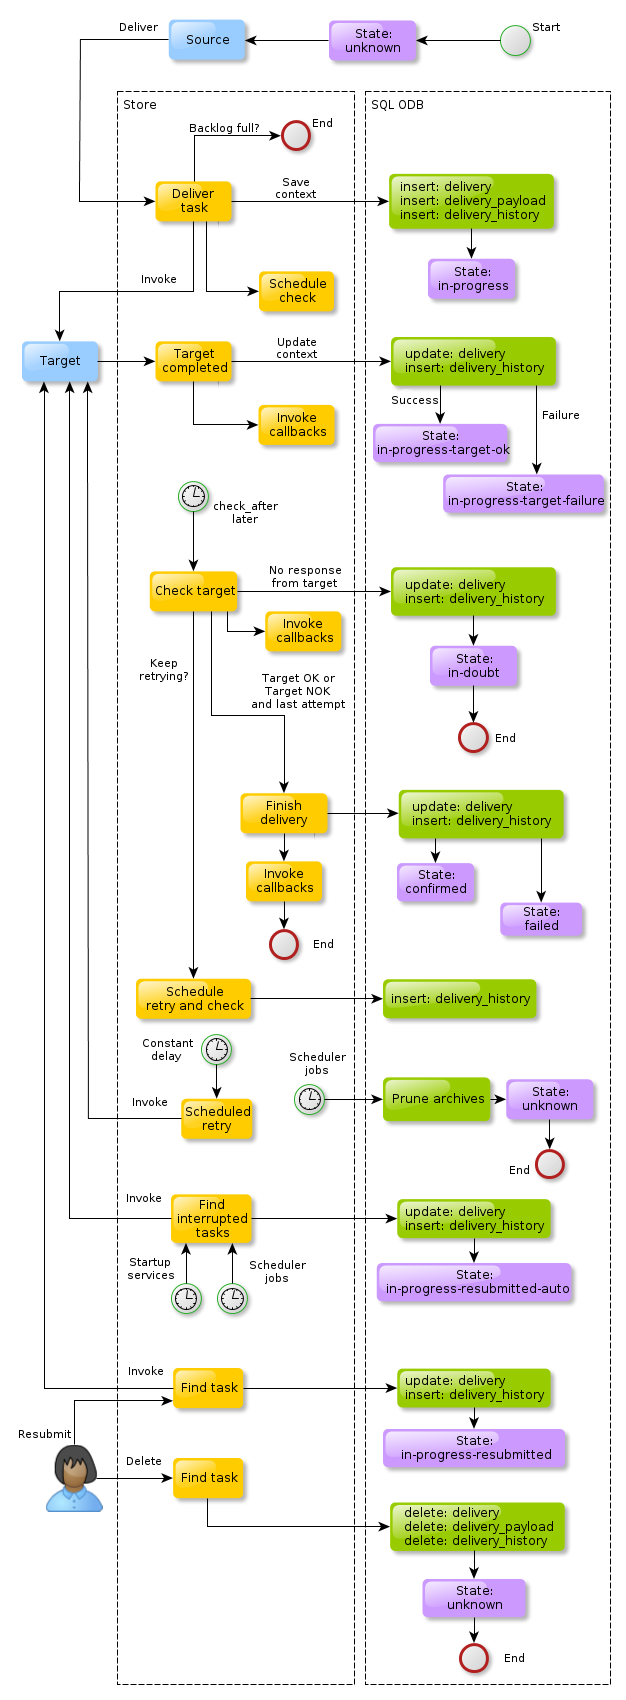 Deliver
Source
State:
unknown
Start
Store
SQL ODB
Backlog full?
End
Deliver
task
Save
context
insert: delivery
insert: delivery_payload
insert: delivery_history
State:
in-progress
Invoke
Schedule
check
Target
Target
completed
Update
context
update: delivery
insert: delivery_history
Success
Failure
Invoke
callbacks
State:
in-progress-target-ok
State:
in-progress-target-failure
check_after
later
Check target
No response
from target
update: delivery
insert: delivery_history
Invoke
callbacks
State:
in-doubt
Keep
retrying?
Target OK or
Target NOK
and last attempt
End
Finish
delivery
update: delivery
insert: delivery_history
Invoke
callbacks
State:
confirmed
State:
failed
End
Schedule
retry and check
insert: delivery_history
Constant
delay
Scheduler
jobs
Invoke
Scheduled
retry
Prune archives
State:
unknown
End
Invoke
Find
interrupted
tasks
update: delivery
insert: delivery_history
Startup
services
Scheduler
jobs
State:
in-progress-resubmitted-auto
Invoke
Find task
update: delivery
insert: delivery_history
Resubmit
State:
in-progress-resubmitted
Delete
Find task
delete: delivery
delete: delivery_payload
delete: delivery_history
State:
unknown
End